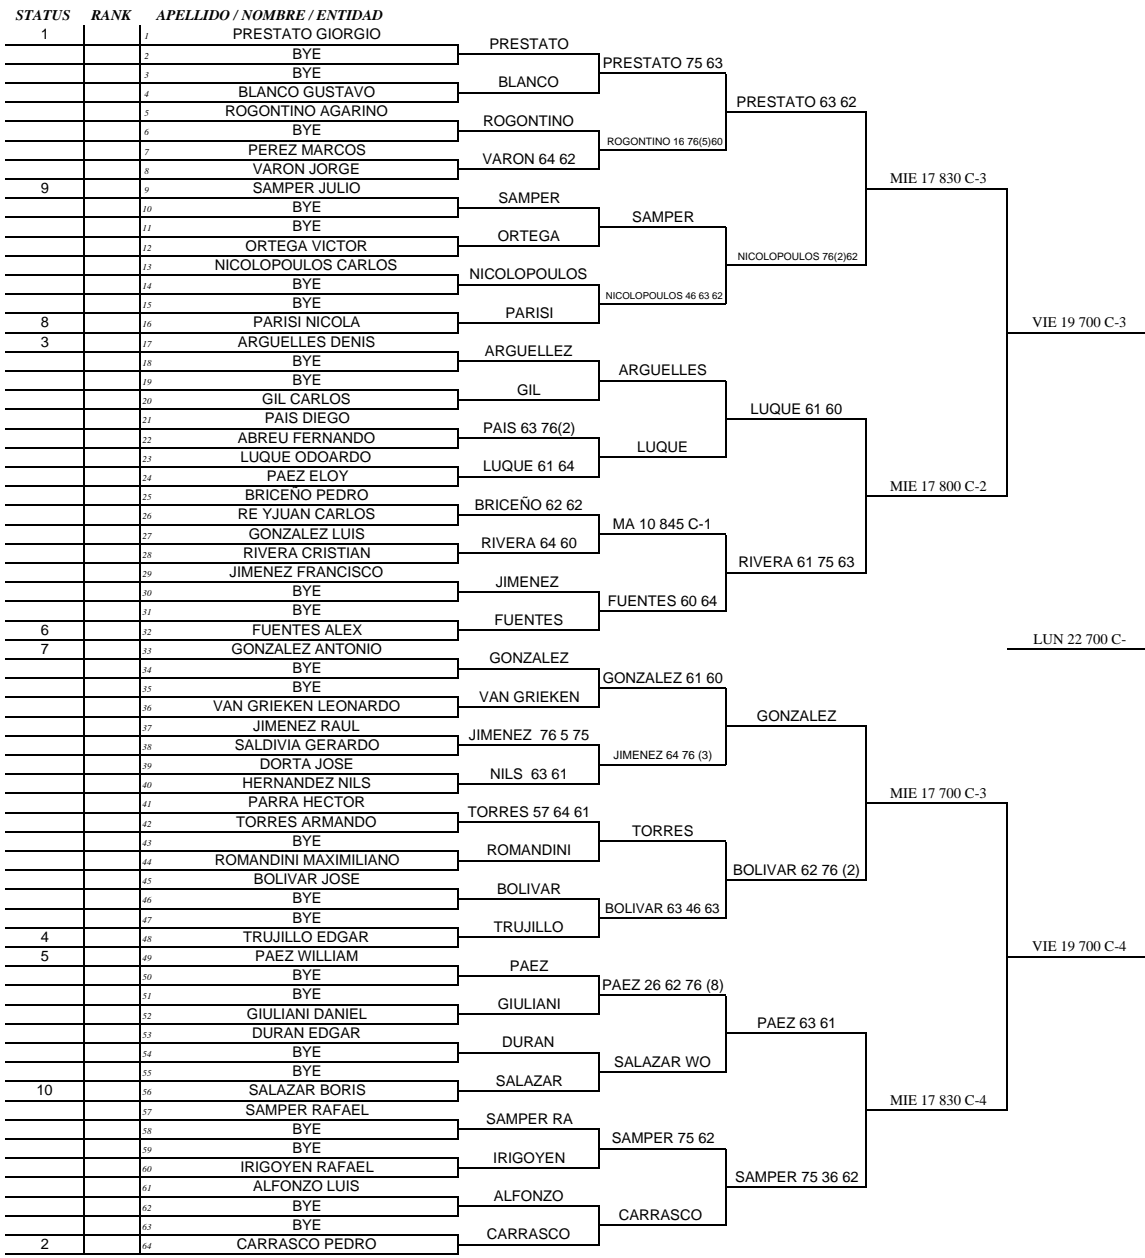 STATUS RANK APELLIDO / NOMBRE / ENTIDAD
1 1 PRESTATO GIORGIO
PRESTATO
2 BYE
PRESTATO 75 63
3 BYE
BLANCO
4 BLANCO GUSTAVO
PRESTATO 63 62
5 ROGONTINO AGARINO
ROGONTINO
6 BYE
ROGONTINO 16 76(5)60
7 PEREZ MARCOS
VARON 64 62
8 VARON JORGE
MIE 17 830 C-3
9 9 SAMPER JULIO
SAMPER
10 BYE
SAMPER
11 BYE
ORTEGA
12 ORTEGA VICTOR
NICOLOPOULOS 76(2)62
13 NICOLOPOULOS CARLOS
NICOLOPOULOS
14 BYE
NICOLOPOULOS 46 63 62
15 BYE
PARISI
8 16 PARISI NICOLA
VIE 19 700 C-3
3 17 ARGUELLES DENIS
ARGUELLEZ
18 BYE
ARGUELLES
19 BYE
GIL
20 GIL CARLOS
LUQUE 61 60
21 PAIS DIEGO
PAIS 63 76(2)
22 ABREU FERNANDO
LUQUE
23 LUQUE ODOARDO
LUQUE 61 64
24 PAEZ ELOY
MIE 17 800 C-2
25 BRICEÑO PEDRO
BRICEÑO 62 62
26 RE YJUAN CARLOS
MA 10 845 C-1
27 GONZALEZ LUIS
RIVERA 64 60
28 RIVERA CRISTIAN
RIVERA 61 75 63
29 JIMENEZ FRANCISCO
JIMENEZ
30 BYE
FUENTES 60 64
31 BYE
FUENTES
6 32 FUENTES ALEX
LUN 22 700 C-
7 33 GONZALEZ ANTONIO
GONZALEZ
34 BYE
GONZALEZ 61 60
35 BYE
VAN GRIEKEN
36 VAN GRIEKEN LEONARDO
GONZALEZ
37 JIMENEZ RAUL
JIMENEZ 76 5 75
38 SALDIVIA GERARDO
JIMENEZ 64 76 (3)
39 DORTA JOSE
NILS 63 61
40 HERNANDEZ NILS
MIE 17 700 C-3
41 PARRA HECTOR
TORRES 57 64 61
42 TORRES ARMANDO
TORRES
43 BYE
ROMANDINI
44 ROMANDINI MAXIMILIANO
BOLIVAR 62 76 (2)
45 BOLIVAR JOSE
BOLIVAR
46 BYE
BOLIVAR 63 46 63
47 BYE
TRUJILLO
4 48 TRUJILLO EDGAR
VIE 19 700 C-4
5 49 PAEZ WILLIAM
PAEZ
50 BYE
PAEZ 26 62 76 (8)
51 BYE
GIULIANI
52 GIULIANI DANIEL
PAEZ 63 61
53 DURAN EDGAR
DURAN
54 BYE
SALAZAR WO
55 BYE
SALAZAR
10 56 SALAZAR BORIS
MIE 17 830 C-4
57 SAMPER RAFAEL
SAMPER RA
58 BYE
SAMPER 75 62
59 BYE
IRIGOYEN
60 IRIGOYEN RAFAEL
SAMPER 75 36 62
61 ALFONZO LUIS
ALFONZO
62 BYE
CARRASCO
63 BYE
CARRASCO
2 64 CARRASCO PEDRO